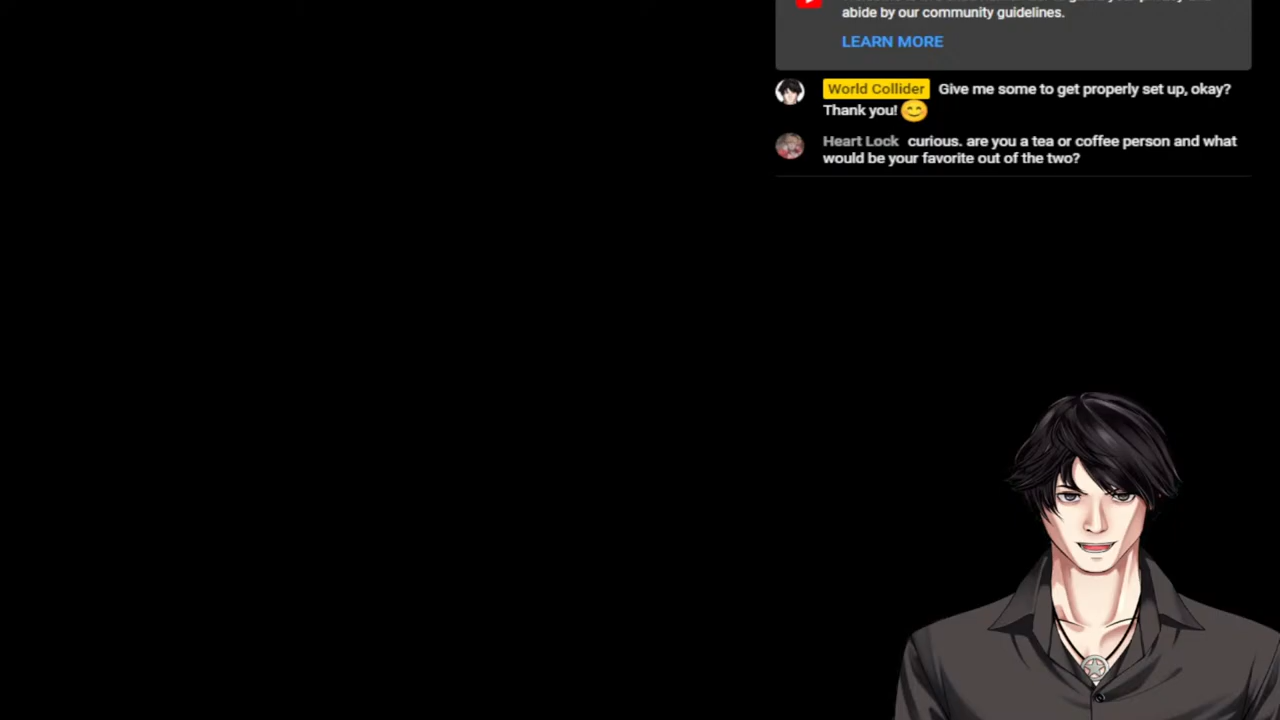 abide by our community guidelines.
LEARN MORE
World Collider Give me some to get properly set up, okay?
Thank you! 😊
Heart Lock curious. are you a tea or coffee person and what
would be your favorite out of the two?